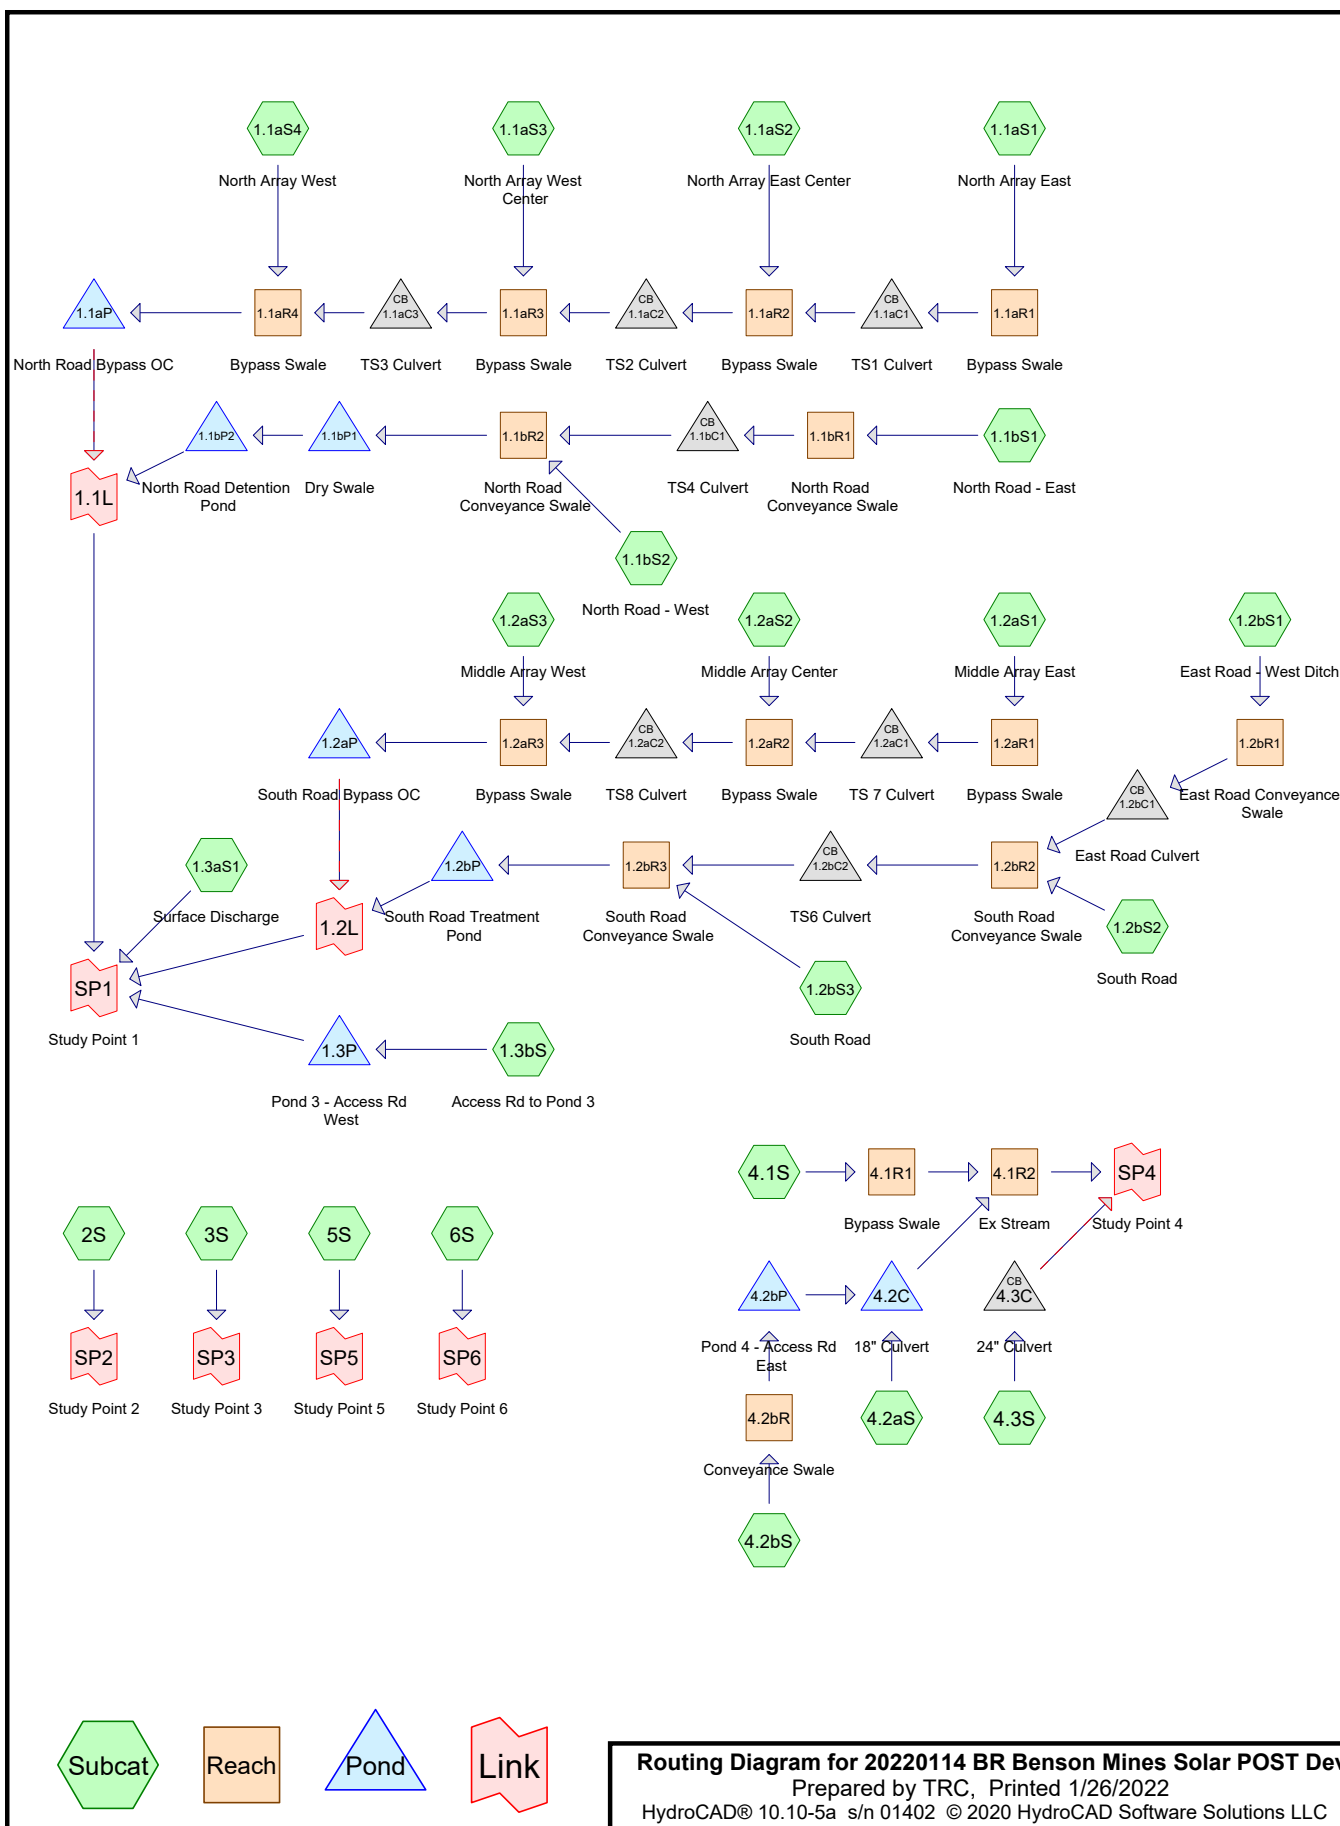 1.1aS4
1.1aS3
1.1aS2
1.1aS1
North Array West
North Array West
Center
North Array East Center
North Array East
1.1aP
1.1aR4
CB
1.1aC3
1.1aR3
CB
1.1aC2
1.1aR2
CB
1.1aC1
1.1aR1
North Road Bypass OC
Bypass Swale
TS3 Culvert
Bypass Swale
TS2 Culvert
Bypass Swale
TS1 Culvert
Bypass Swale
1.1bP2
1.1bP1
1.1bR2
CB
1.1bC1
1.1bR1
1.1bS1
1.1L
North Road Detention
Pond
Dry Swale
North Road
Conveyance Swale
TS4 Culvert
North Road
Conveyance Swale
North Road - East
1.1bS2
North Road - West
1.2aS3
1.2aS2
1.2aS1
1.2bS1
Middle Array West
Middle Array Center
Middle Array East
East Road - West Ditch
1.2aP
1.2aR3
CB
1.2aC2
1.2aR2
CB
1.2aC1
1.2aR1
1.2bR1
South Road Bypass OC
Bypass Swale
TS8 Culvert
Bypass Swale
TS 7 Culvert
Bypass Swale
CB
1.2bC1
East Road Conveyance
Swale
East Road Culvert
1.3aS1
1.2bP
1.2bR3
CB
1.2bC2
1.2bR2
Surface Discharge
1.2L
South Road Treatment
Pond
South Road
Conveyance Swale
TS6 Culvert
South Road
Conveyance Swale
1.2bS2
South Road
SP1
1.2bS3
Study Point 1
South Road
1.3P
1.3bS
Pond 3 - Access Rd
West
Access Rd to Pond 3
4.1S
4.1R1
4.1R2
SP4
Bypass Swale
Ex Stream
Study Point 4
2S
3S
5S
6S
4.2bP
4.2C
CB
4.3C
Pond 4 - Access Rd
East
18" Culvert
24" Culvert
SP2
SP3
SP5
SP6
Study Point 2
Study Point 3
Study Point 5
Study Point 6
4.2bR
4.2aS
4.3S
Conveyance Swale
4.2bS
Subcat
Reach
Pond
Link
Routing Diagram for 20220114 BR Benson Mines Solar POST Dev
Prepared by TRC, Printed 1/26/2022
HydroCAD® 10.10-5a s/n 01402 © 2020 HydroCAD Software Solutions LLC